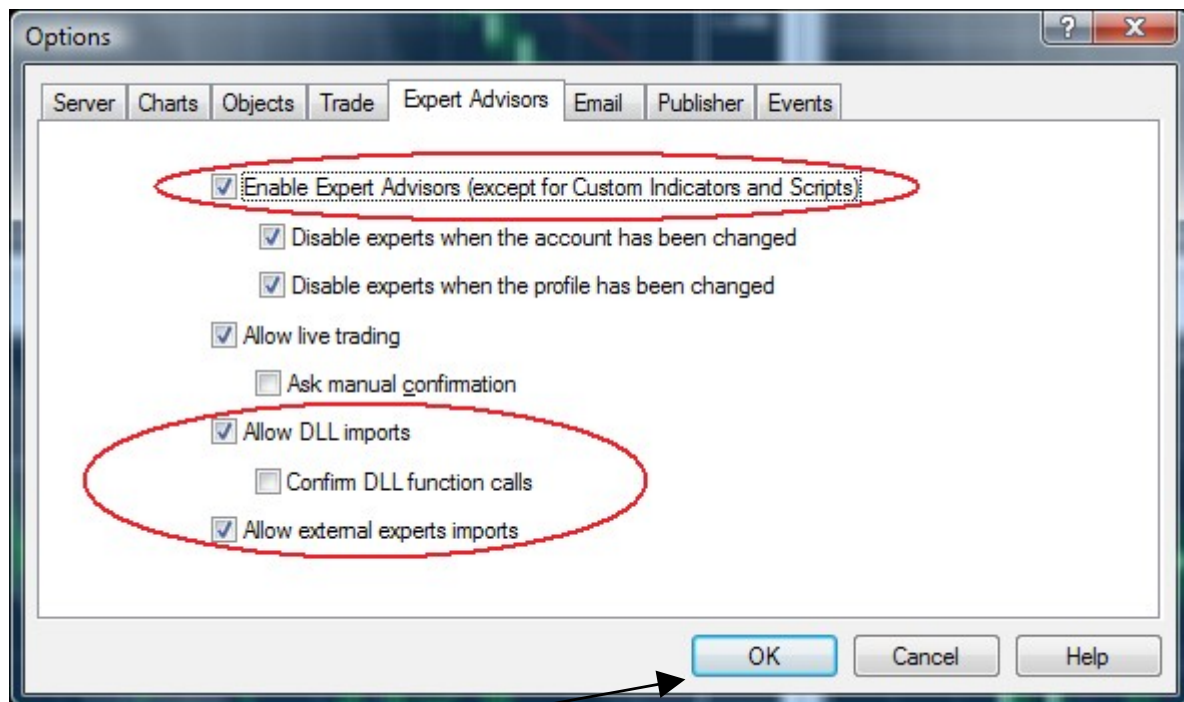 Options
Server Charts Objects Trade Expert Advisors Email Publisher Events
Enable Expert Advisors (except for Custom Indicators and Scripts)
Disable experts when the account has been changed
Disable experts when the profile has been changed
Allow live trading
Ask manual confirmation
Allow DLL imports
Confirm DLL function calls
Allow external experts imports
OK Cancel Help